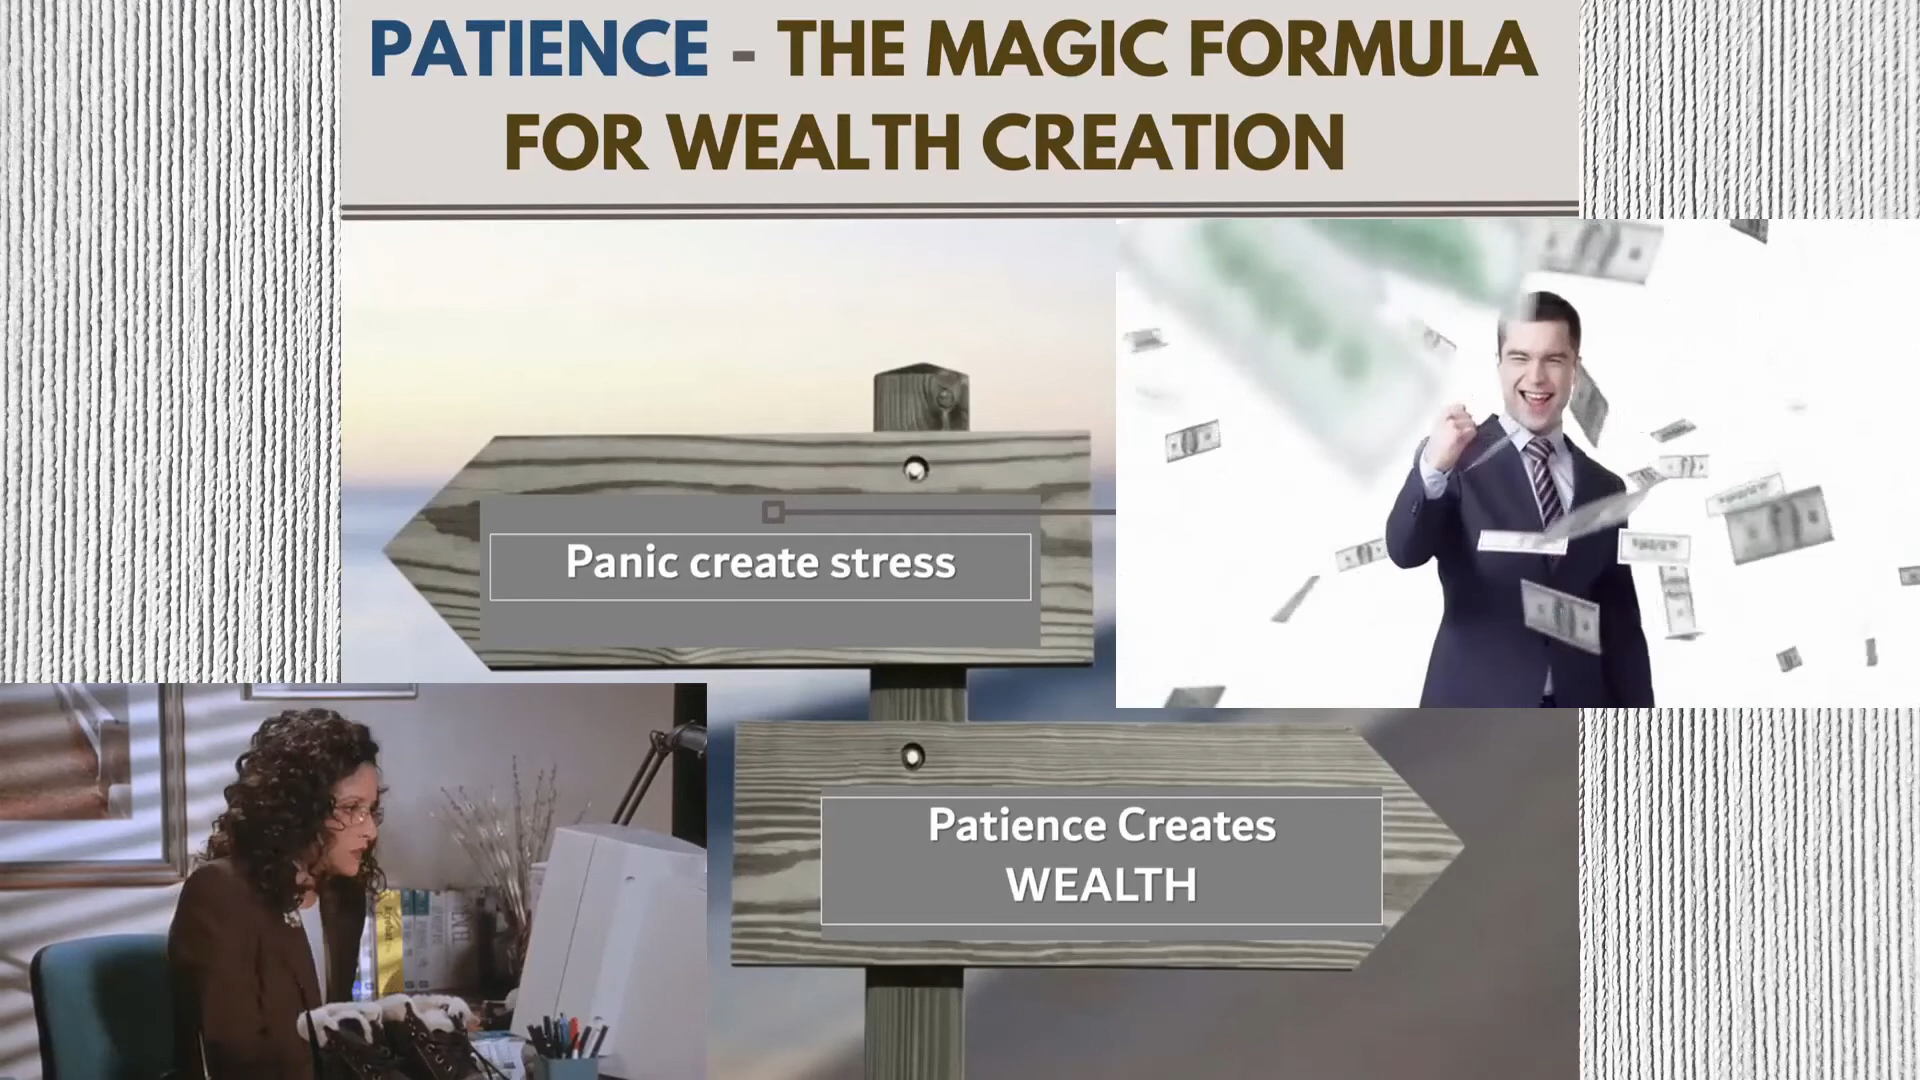 PATIENCE - THE MAGIC FORMULA
FOR WEALTH CREATION
Panic create stress
Patience Creates
WEALTH